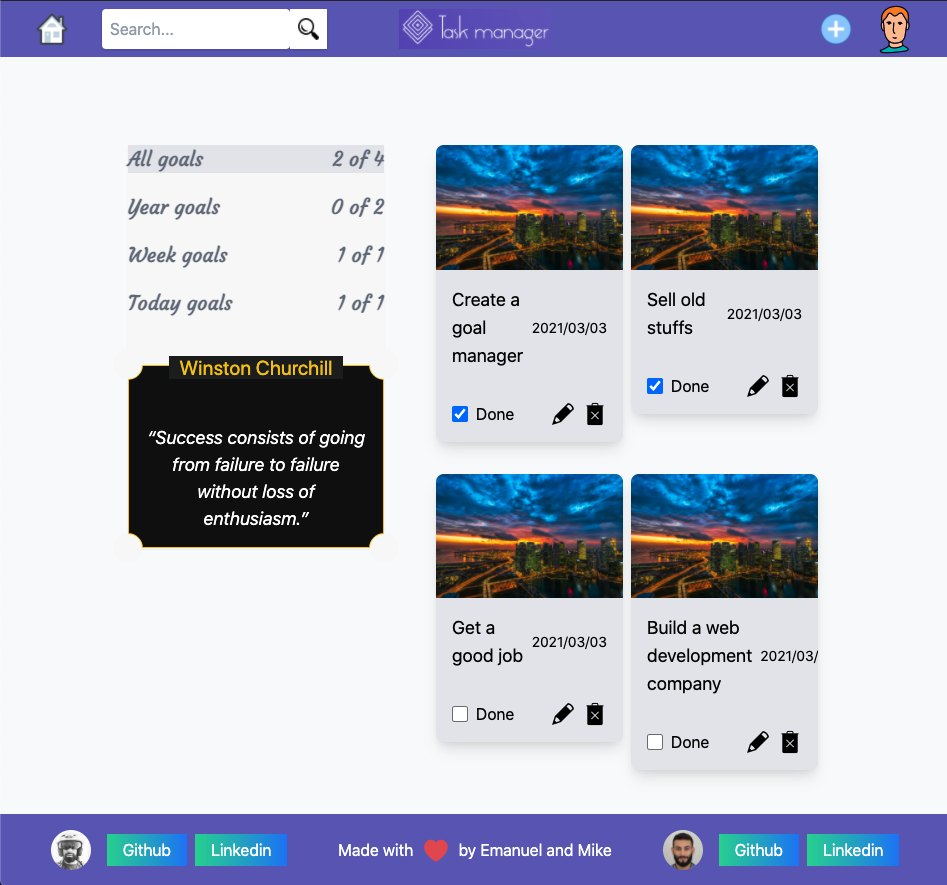 Search...
Task manager
All goals 2 of 4
Year goals 0 of 2
Week goals 1 of 1
Today goals 1 of 1
Winston Churchill
“Success consists of going
from failure to failure
without loss of
enthusiasm.”
Create a
goal
manager
2021/03/03
Done
Sell old
stuffs
2021/03/03
Done
Get a
good job
2021/03/03
Done
Build a web
development
company
2021/03/
Done
Github
Linkedin
Made with
by Emanuel and Mike
Github
Linkedin